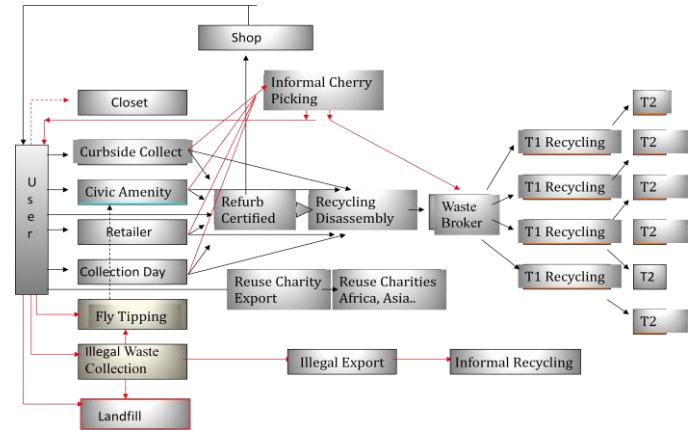 Shop
Informal Cherry
Picking
Closet
T2
Curbside Collect
T1 Recycling
T2
User
Civic Amenity
Refurb
Certified
Recycling
Disassembly
Waste
Broker
T1 Recycling
T2
Retailer
T1 Recycling
T2
Collection Day
Reuse Charity
Export
Reuse Charities
Africa, Asia..
T1 Recycling
T2
Fly Tipping
T2
Illegal Waste
Collection
Illegal Export
Informal Recycling
Landfill